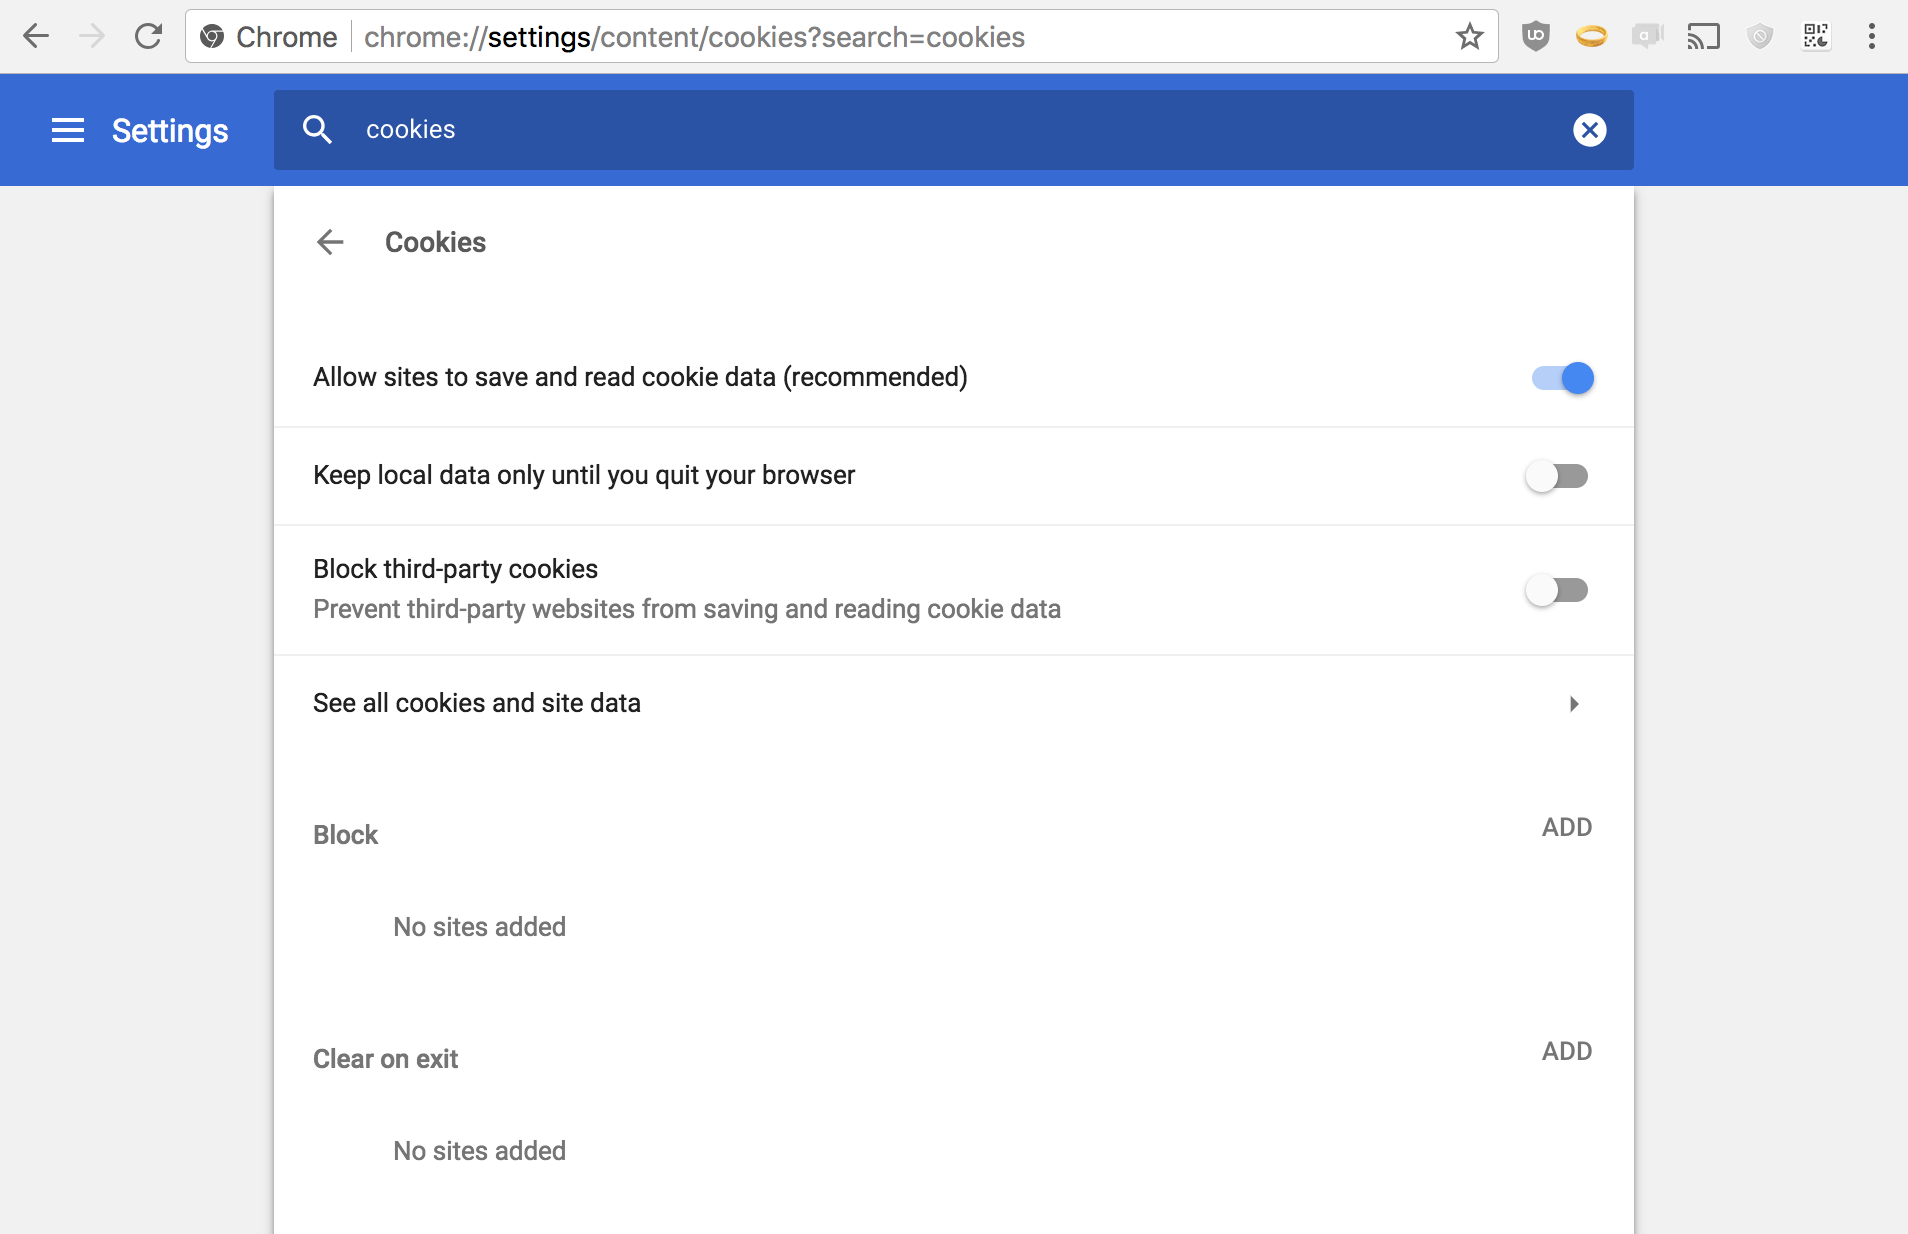 Chrome chrome://settings/content/cookies?search=cookies
Settings cookies
Cookies
Allow sites to save and read cookie data (recommended)
Keep local data only until you quit your browser
Block third-party cookies
Prevent third-party websites from saving and reading cookie data
See all cookies and site data
Block ADD
No sites added
Clear on exit ADD
No sites added